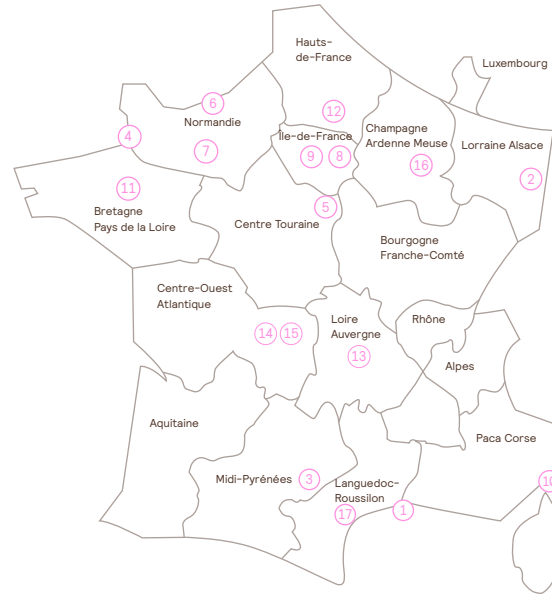 Hauts-
de-France
Luxembourg
6
12
Normandie
4
Île-de-France
Champagne
Ardenne Meuse
Lorraine Alsace
7
9
8
16
2
11
Bretagne
Pays de la Loire
5
Centre Touraine
Bourgogne
Franche-Comté
Centre-Ouest
Atlantique
Loire
Auvergne
Rhône
14
15
13
Alpes
Aquitaine
Paca Corse
Midi-Pyrénées
3
Languedoc-
Roussilon
10
17
1